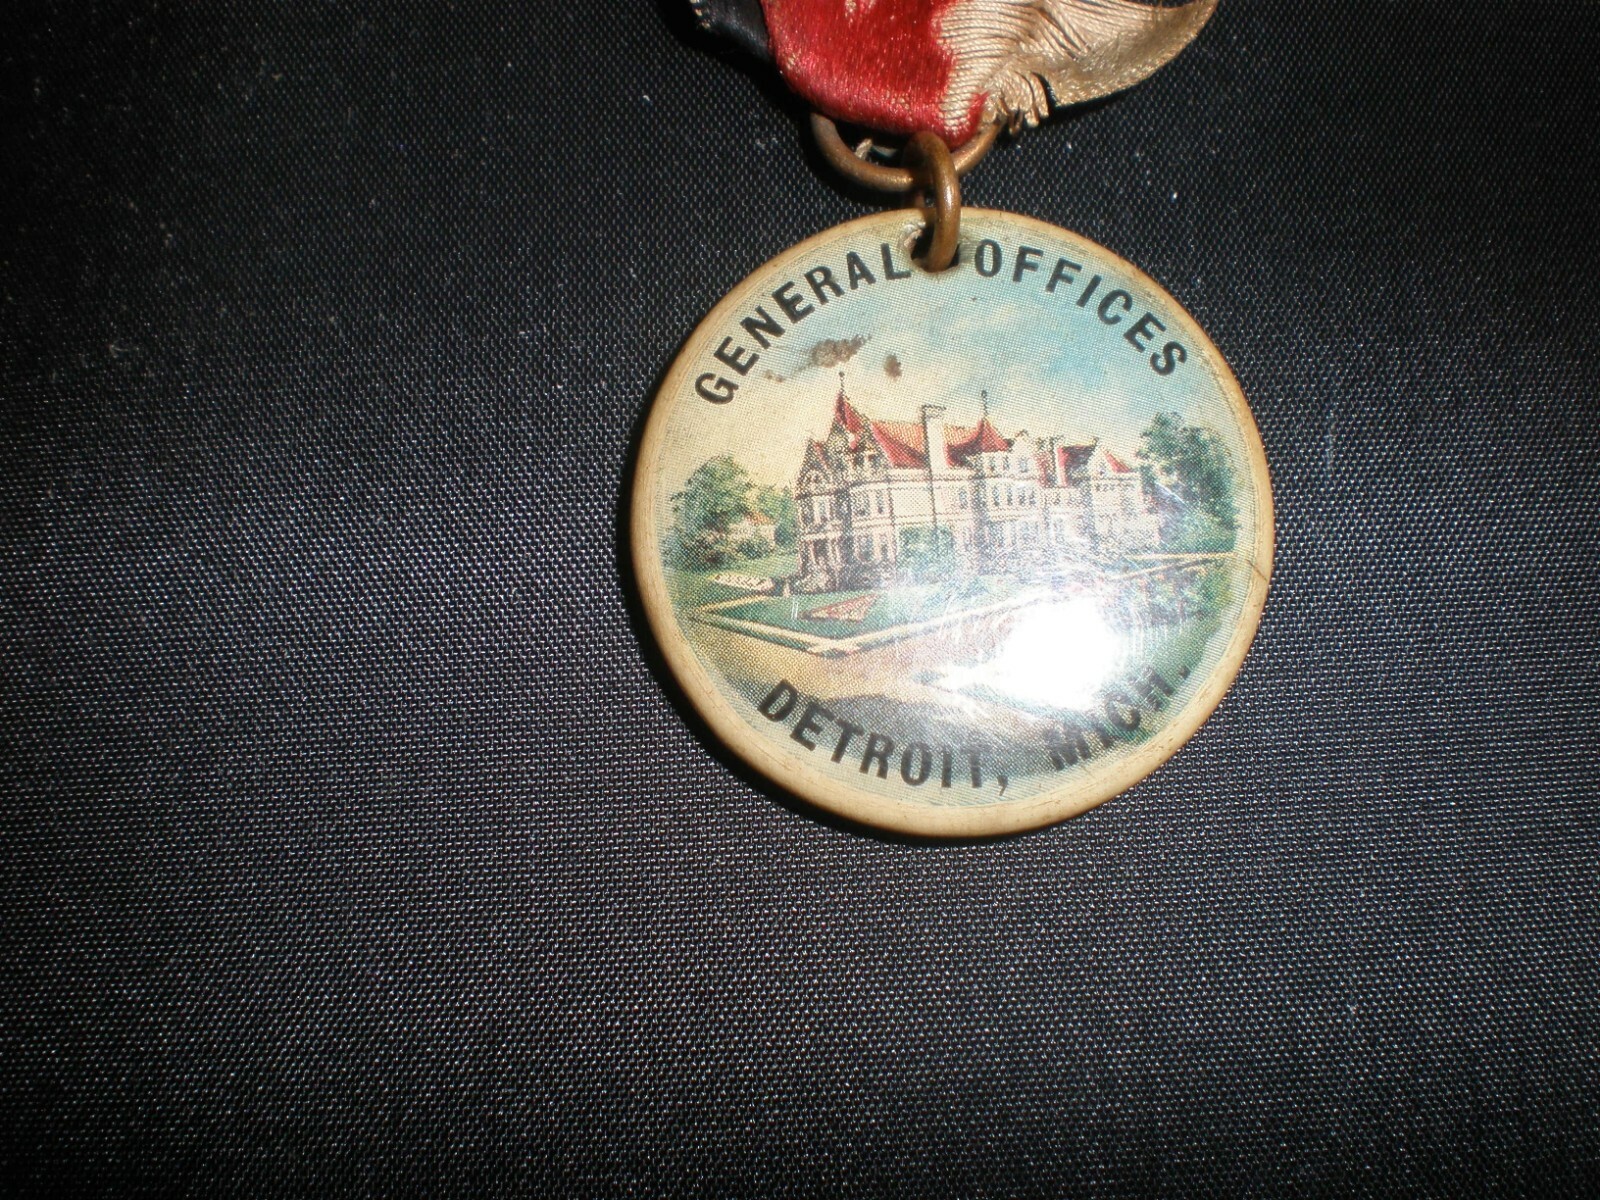 GENERAL OFFICES
DETROIT, MICH.